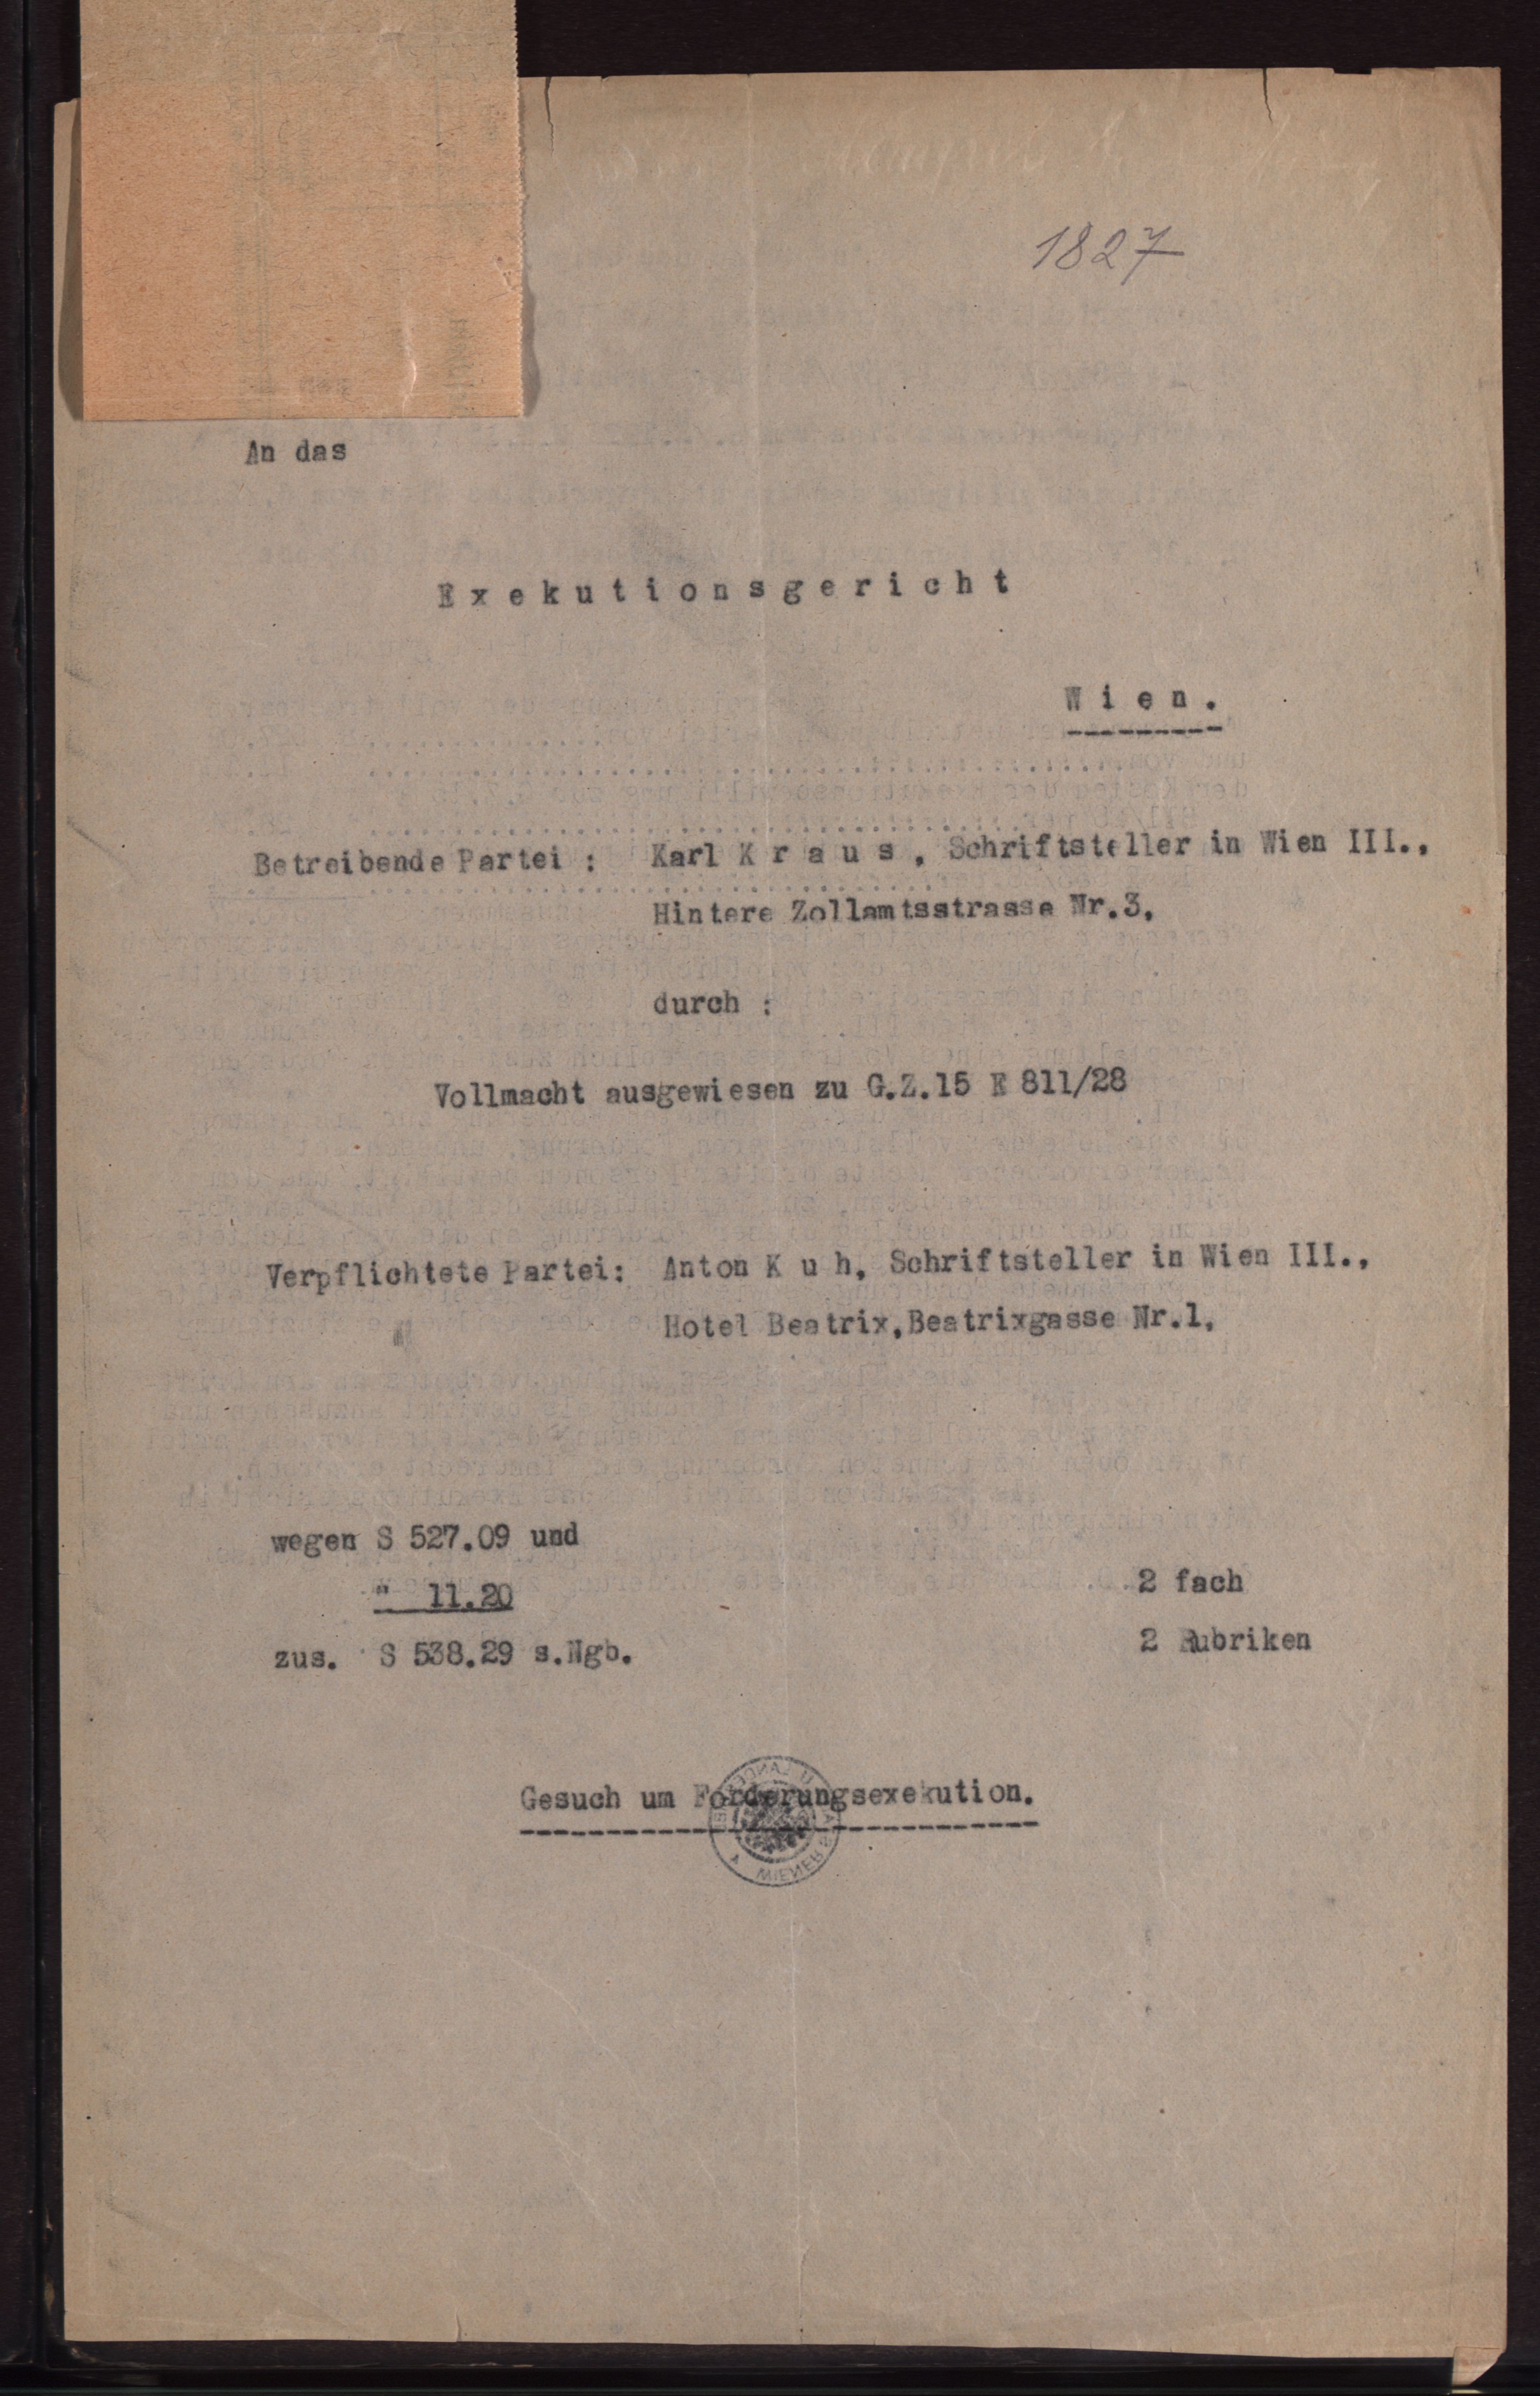 1827
An das
Exekutionsgericht
Wien.
Betreibende Partei : Karl Kraus, Schriftsteller in Wien III.,
Hintere Zollamtsstrasse Nr.3,
durch :
Vollmacht ausgewiesen zu G.Z.15 E 811/28
Verpflichtete Partei: Anton Kuh, Schriftsteller in Wien III.,
Hotel Beatrix,Beatrixgasse Nr.1,
wegen S 527.09 und
" 11.20
2 fach
zus. S 538.29 s.Ngb.
2 Rubriken
Gesuch um Forderungsexekution.